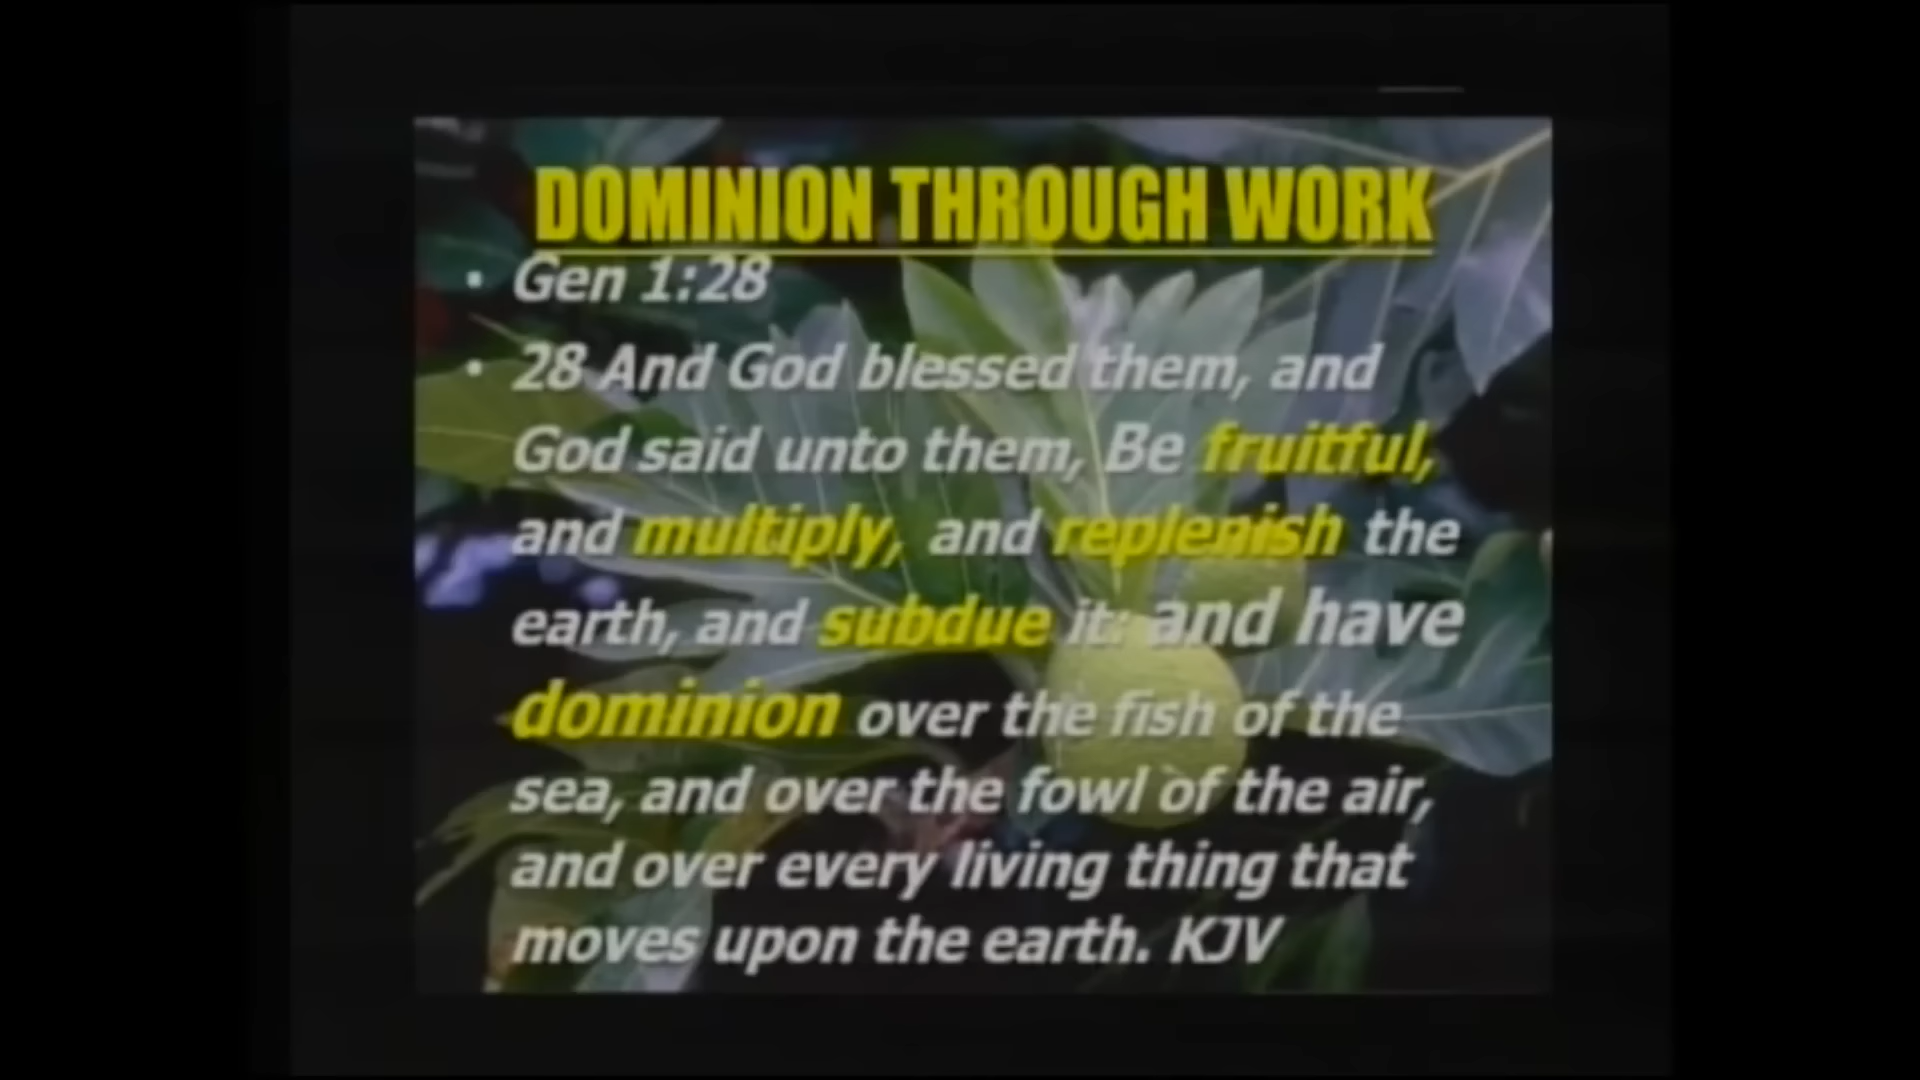 DOMINION THROUGH WORK
• Gen 1:28
• 28 And God blessed them, and
God said unto them, Be fruitful,
and multiply, and replenish the
earth, and subdue it: and have
dominion over the fish of the
sea, and over the fowl of the air,
and over every living thing that
moves upon the earth. KJV